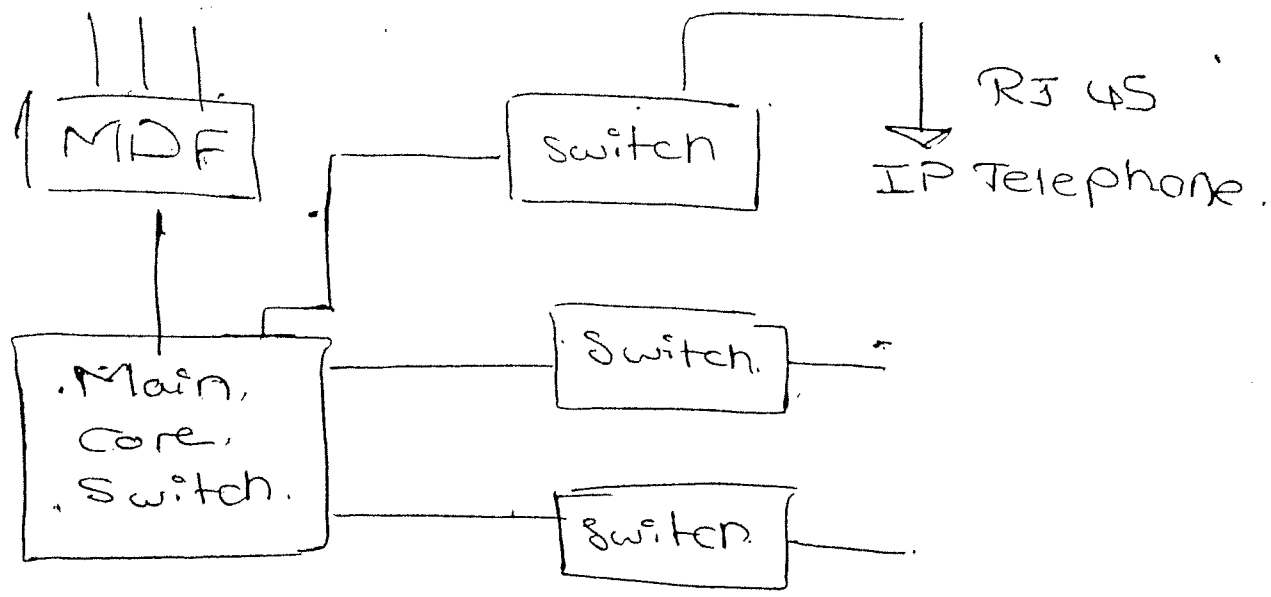 MDF
Switch
RJ 45
IP Telephone.
Main,
Core.
Switch.
Switch.
Switch